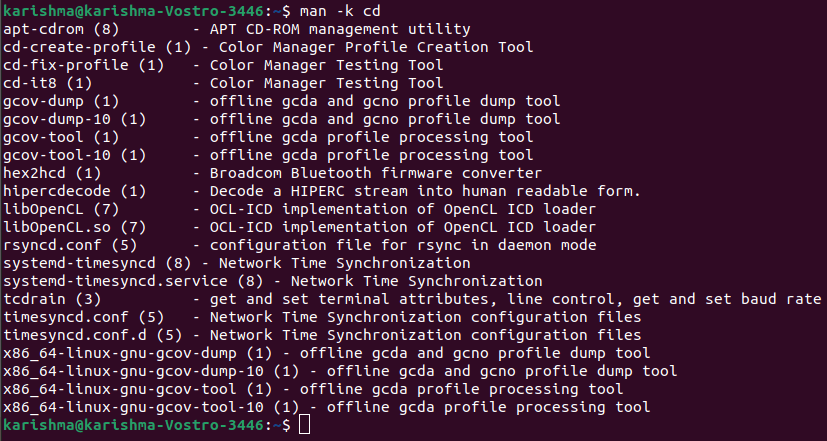 karishma@karishma-Vostro-3446:~$ man -k cd
apt-cdrom (8)        - APT CD-ROM management utility
cd-create-profile (1) - Color Manager Profile Creation Tool
cd-fix-profile (1)   - Color Manager Testing Tool
cd-it8 (1)           - Color Manager Testing Tool
gcov-dump (1)        - offline gcda and gcno profile dump tool
gcov-dump-10 (1)     - offline gcda and gcno profile dump tool
gcov-tool (1)        - offline gcda profile processing tool
gcov-tool-10 (1)     - offline gcda profile processing tool
hex2hcd (1)          - Broadcom Bluetooth firmware converter
hipercdecode (1)     - Decode a HIPERC stream into human readable form.
libOpenCL (7)        - OCL-ICD implementation of OpenCL ICD loader
libOpenCL.so (7)     - OCL-ICD implementation of OpenCL ICD loader
rsyncd.conf (5)      - configuration file for rsync in daemon mode
systemd-timesyncd (8) - Network Time Synchronization
systemd-timesyncd.service (8) - Network Time Synchronization
tcdrain (3)          - get and set terminal attributes, line control, get and set baud rate
timesyncd.conf (5)   - Network Time Synchronization configuration files
timesyncd.conf.d (5) - Network Time Synchronization configuration files
x86_64-linux-gnu-gcov-dump (1) - offline gcda and gcno profile dump tool
x86_64-linux-gnu-gcov-dump-10 (1) - offline gcda and gcno profile dump tool
x86_64-linux-gnu-gcov-tool (1) - offline gcda profile processing tool
x86_64-linux-gnu-gcov-tool-10 (1) - offline gcda profile processing tool
karishma@karishma-Vostro-3446:~$